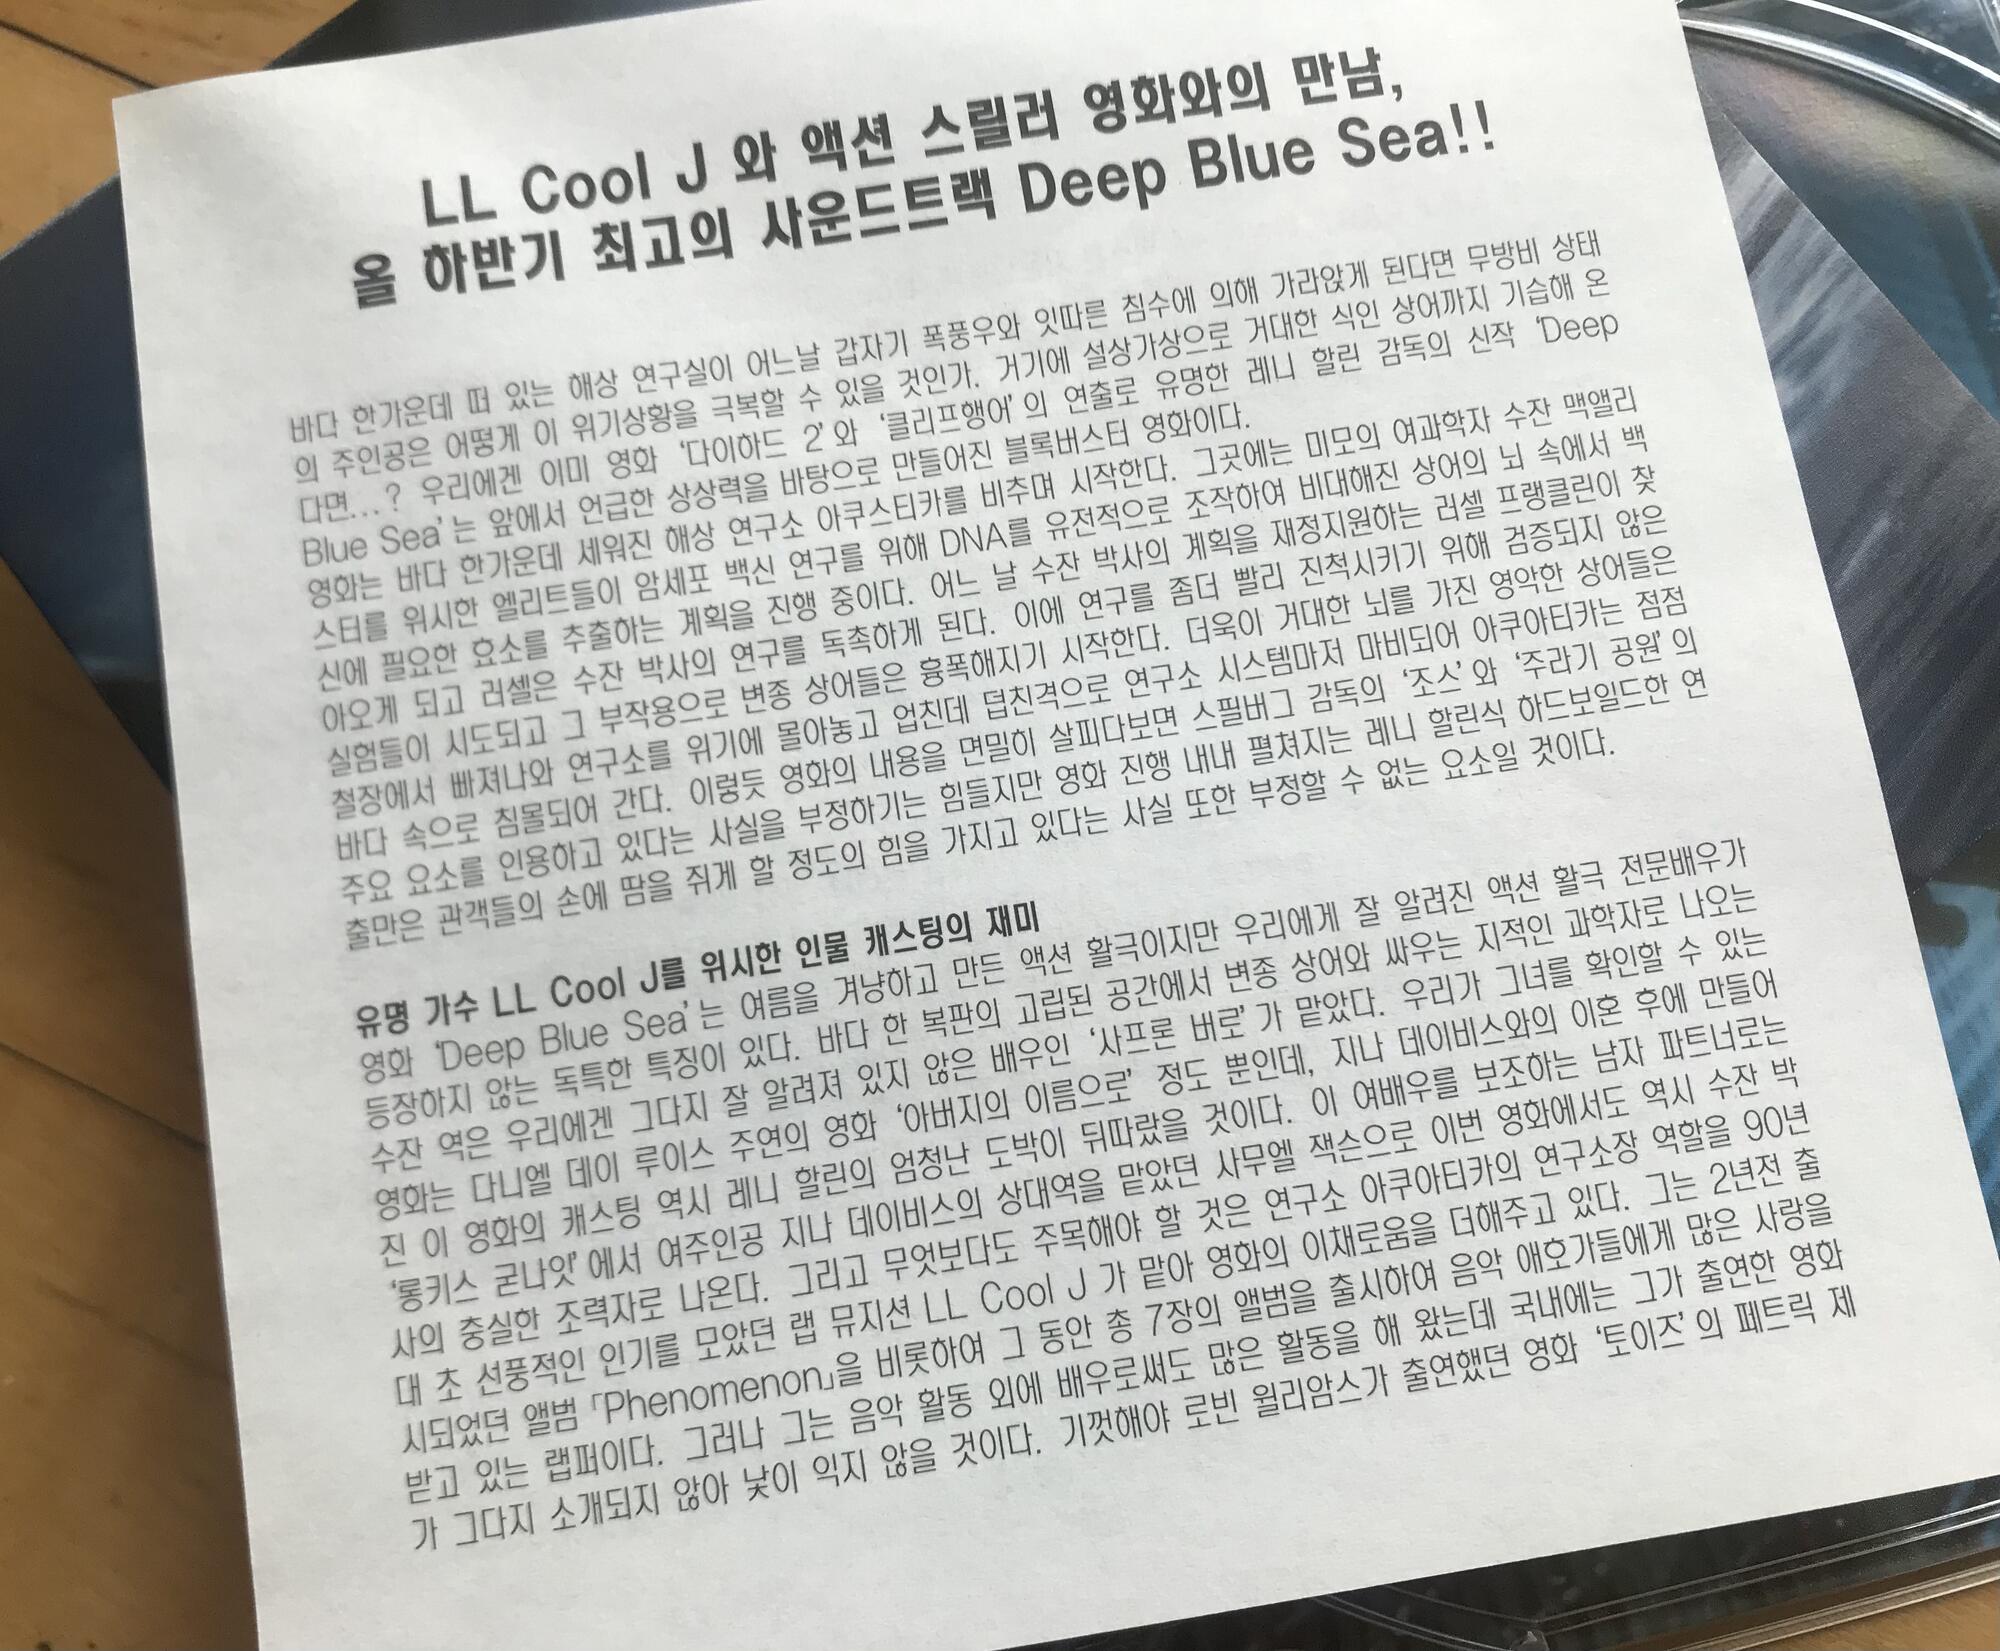 LL Cool J 와 액션 스릴러 영화와의 만남,
올 하반기 최고의 사운드트랙 Deep Blue Sea!!
바다 한가운데 떠 있는 해상 연구실이 어느날 갑자기 폭풍우와 잇따른 침수에 의해 가라앉게 된다면 무방비 상태
의 주인공은 어떻게 이 위기상황을 극복할 수 있을 것인가. 거기에 설상가상으로 거대한 식인 상어까지 기습해 온
다면...? 우리에겐 이미 영화 ‘다이하드 2’와 ‘클리프행어’의 연출로 유명한 레니 할린 감독의 신작 ‘Deep
Blue Sea’는 앞에서 언급한 상상력을 바탕으로 만들어진 블록버스터 영화이다.
영화는 바다 한가운데 세워진 해상 연구소 아쿠스티카를 비추며 시작한다. 그곳에는 미모의 여과학자 수잔 맥앨리
스터를 위시한 엘리트들이 암세포 백신 연구를 위해 DNA를 유전적으로 조작하여 비대해진 상어의 뇌 속에서 백
신에 필요한 효소를 추출하는 계획을 진행 중이다. 어느 날 수잔 박사의 계획을 재정지원하는 러셀 프랭클린이 찾
아오게 되고 러셀은 수잔 박사의 연구를 독촉하게 된다. 이에 연구를 좀더 빨리 진척시키기 위해 검증되지 않은
실험들이 시도되고 그 부작용으로 변종 상어들은 흉폭해지기 시작한다. 더욱이 거대한 뇌를 가진 영악한 상어들은
철장에서 빠져나와 연구소를 위기에 몰아놓고 업친데 덥친격으로 연구소 시스템마저 마비되어 아쿠아티카는 점점
바다 속으로 침몰되어 간다. 이렇듯 영화의 내용을 면밀히 살피다보면 스필버그 감독의 ‘조스’와 ‘주라기 공원’의
주요 요소를 인용하고 있다는 사실을 부정하기는 힘들지만 영화 진행 내내 펼쳐지는 레니 할린식 하드보일드한 연
출만은 관객들의 손에 땀을 쥐게 할 정도의 힘을 가지고 있다는 사실 또한 부정할 수 없는 요소일 것이다.
유명 가수 LL Cool J를 위시한 인물 캐스팅의 재미
영화 ‘Deep Blue Sea’는 여름을 겨냥하고 만든 액션 활극이지만 우리에게 잘 알려진 액션 활극 전문배우가
등장하지 않는 독특한 특징이 있다. 바다 한 복판의 고립된 공간에서 변종 상어와 싸우는 지적인 과학자로 나오는
수잔 역은 우리에겐 그다지 잘 알려져 있지 않은 배우인 ‘사프론 버로’가 맡았다. 우리가 그녀를 확인할 수 있는
영화는 다니엘 데이 루이스 주연의 영화 ‘아버지의 이름으로’ 정도 뿐인데, 지나 데이비스와의 이혼 후에 만들어
진 이 영화의 캐스팅 역시 레니 할린의 엄청난 도박이 뒤따랐을 것이다. 이 여배우를 보조하는 남자 파트너로는
‘롱키스 굳나잇’에서 여주인공 지나 데이비스의 상대역을 맡았던 사무엘 잭슨으로 이번 영화에서도 역시 수잔 박
사의 충실한 조력자로 나온다. 그리고 무엇보다도 주목해야 할 것은 연구소 아쿠아티카의 연구소장 역할을 90년
대 초 선풍적인 인기를 모았던 랩 뮤지션 LL Cool J 가 맡아 영화의 이채로움을 더해주고 있다. 그는 2년전 출
시되었던 앨범 「Phenomenon」을 비롯하여 그 동안 총 7장의 앨범을 출시하여 음악 애호가들에게 많은 사랑을
받고 있는 랩퍼이다. 그러나 그는 음악 활동 외에 배우로써도 많은 활동을 해 왔는데 국내에는 그가 출연한 영화
가 그다지 소개되지 않아 낯이 익지 않을 것이다. 기껏해야 로빈 윌리암스가 출연했던 영화 ‘토이즈’의 페트릭 제